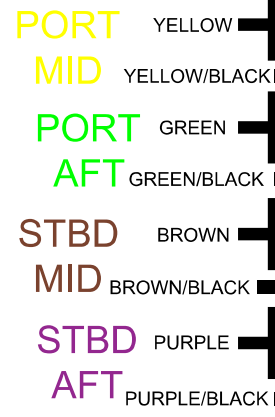 PORT YELLOW
MID YELLOW/BLACK
PORT GREEN
AFT GREEN/BLACK
STBD BROWN
MID BROWN/BLACK
STBD PURPLE
AFT PURPLE/BLACK